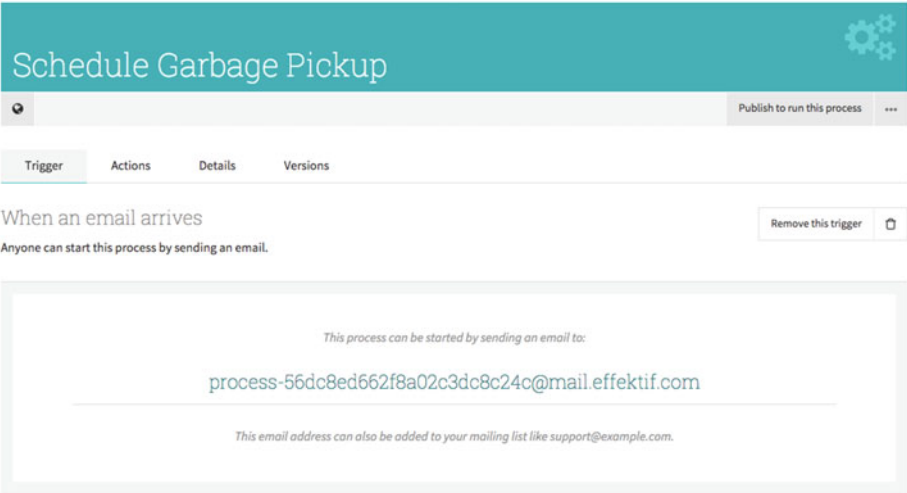 Schedule Garbage Pickup
Publish to run this process
Trigger Actions Details Versions
When an email arrives
Remove this trigger
Anyone can start this process by sending an email.
This process can be started by sending an email to:
process-56dc8ed662f8a02c3dc8c24c@mail.effektif.com
This email address can also be added to your mailing list like support@example.com.